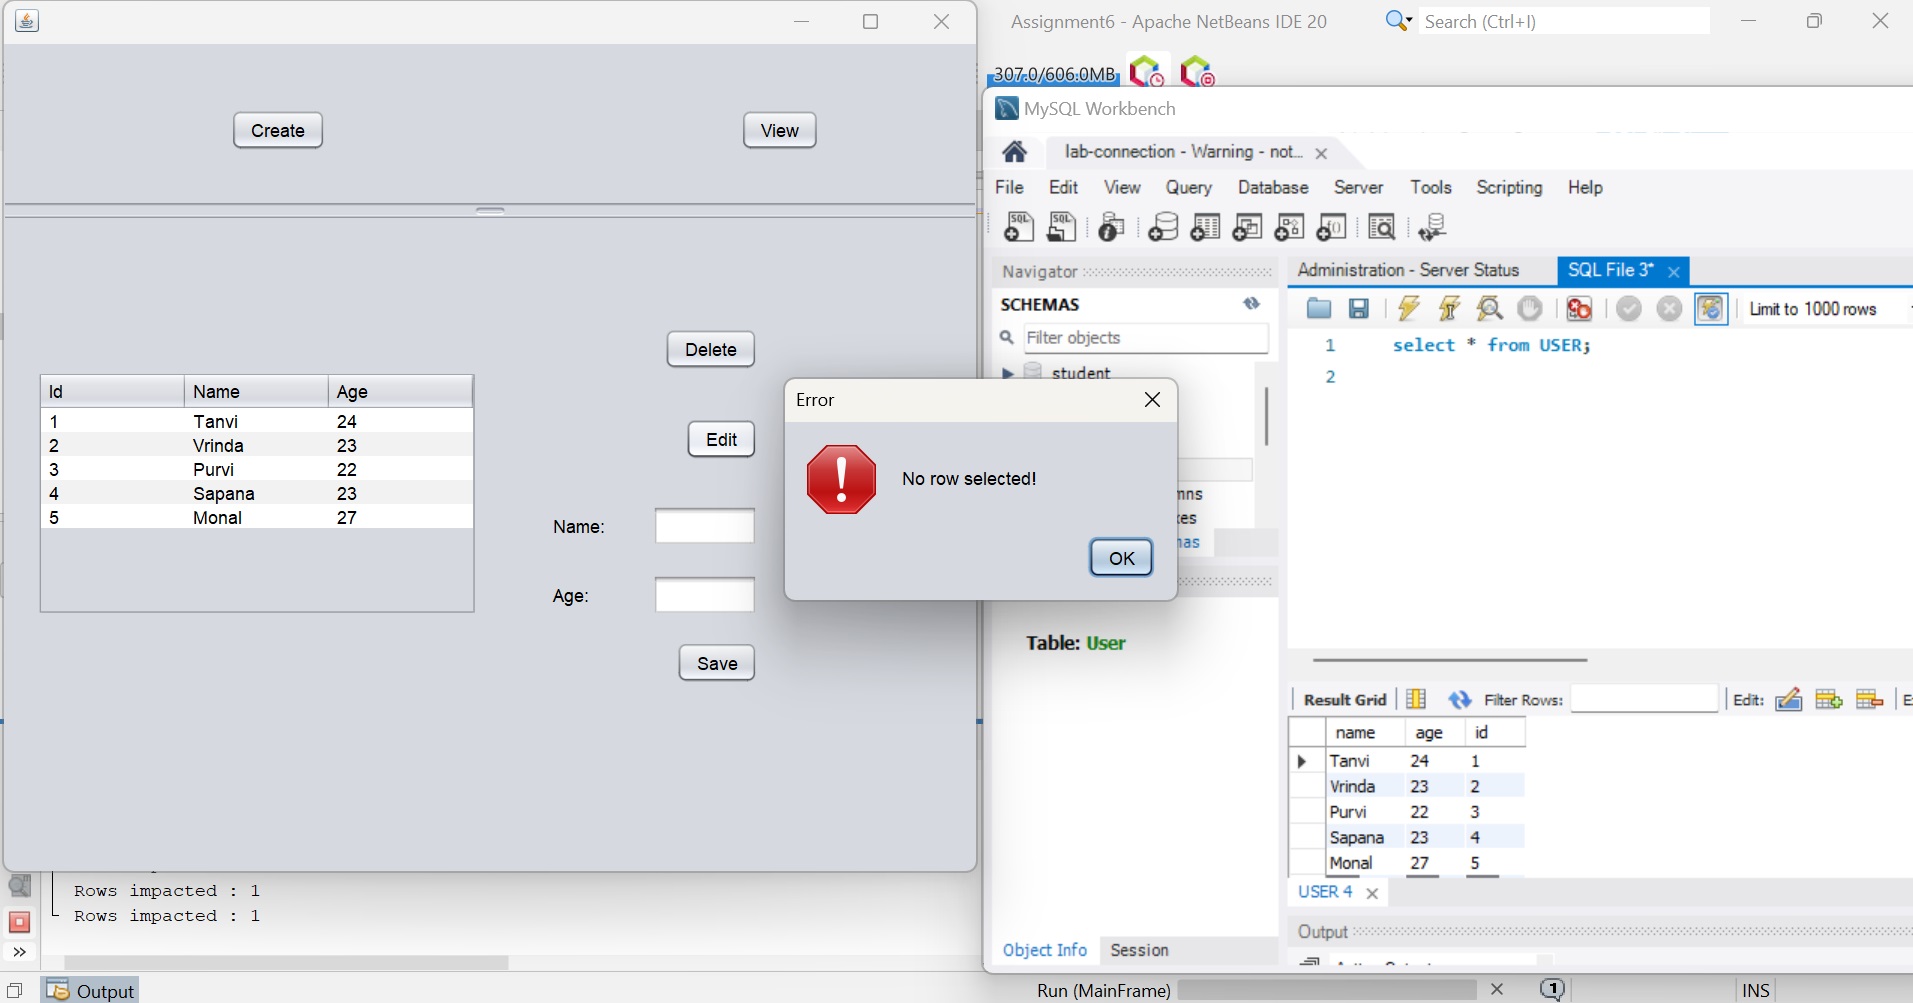 Assignment6 - Apache NetBeans IDE 20
Search (Ctrl+I)
307.0/606.0MB
Create
View
Id Name Age
1 Tanvi 24
2 Vrinda 23
3 Purvi 22
4 Sapana 23
5 Monal 27
Delete
Edit
Name:
Age:
Save
Error
No row selected!
OK
Rows impacted : 1
Rows impacted : 1
Output
MySQL Workbench
lab-connection - Warning - not...
File Edit View Query Database Server Tools Scripting Help
SQL SQL
Navigator
SCHEMAS
Filter objects
student
mns
as
Table: User
Object Info Session
Administration - Server Status SQL File 3*
Limit to 1000 rows
1 select * from USER;
2
Result Grid Filter Rows: Edit:
name age id
Tanvi 24 1
Vrinda 23 2
Purvi 22 3
Sapana 23 4
Monal 27 5
USER 4
Output
Run (MainFrame) 1 INS